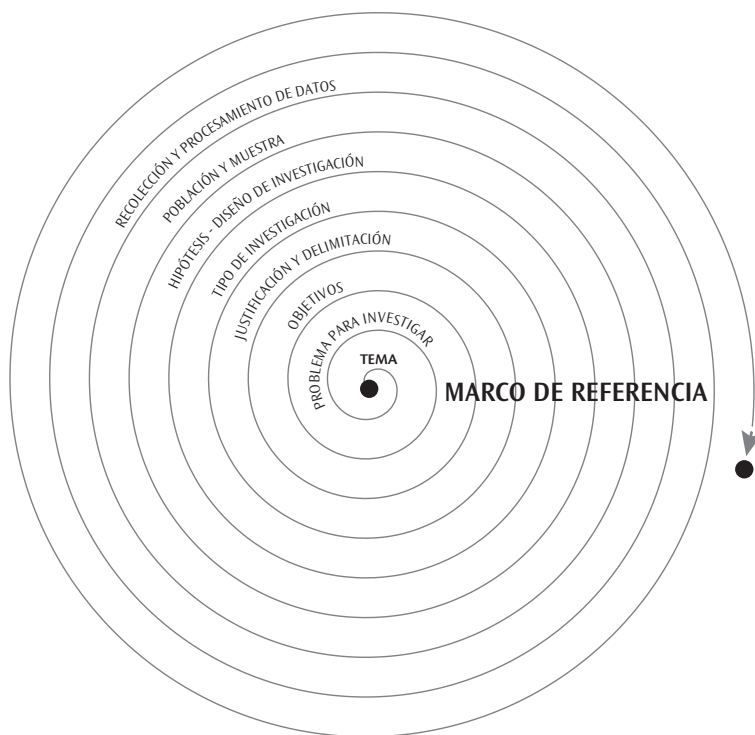 RECOLECCIÓN Y PROCESAMIENTO DE DATOS
POBLACIÓN Y MUESTRA
HIPÓTESIS - DISEÑO DE INVESTIGACIÓN
TIPO DE INVESTIGACIÓN
JUSTIFICACIÓN Y DELIMITACIÓN
OBJETIVOS
PROBLEMA PARA INVESTIGAR
TEMA
MARCO DE REFERENCIA